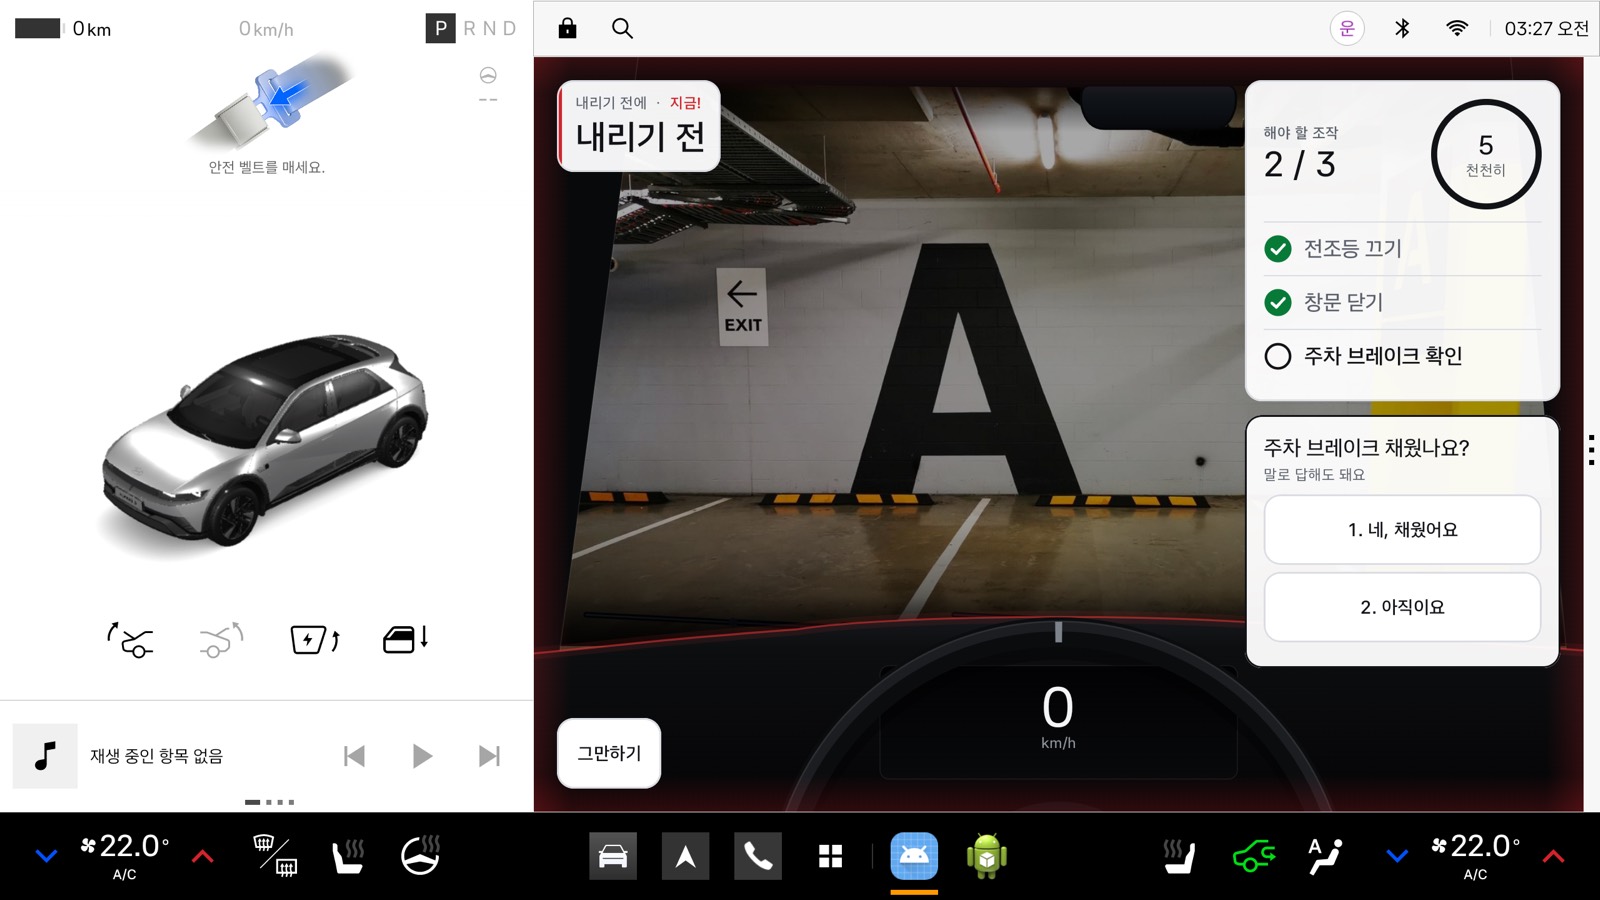 0km
0km/h
P R N D
--
안전 벨트를 매세요.
재생 중인 항목 없음
운
03:27 오전
내리기 전에 · 지금!
내리기 전
EXIT
A
해야 할 조작
2 / 3
5
천천히
전조등 끄기
창문 닫기
주차 브레이크 확인
주차 브레이크 채웠나요?
말로 답해도 돼요
1. 네, 채웠어요
2. 아직이요
0
km/h
그만하기
22.0°
A/C
A
22.0°
A/C